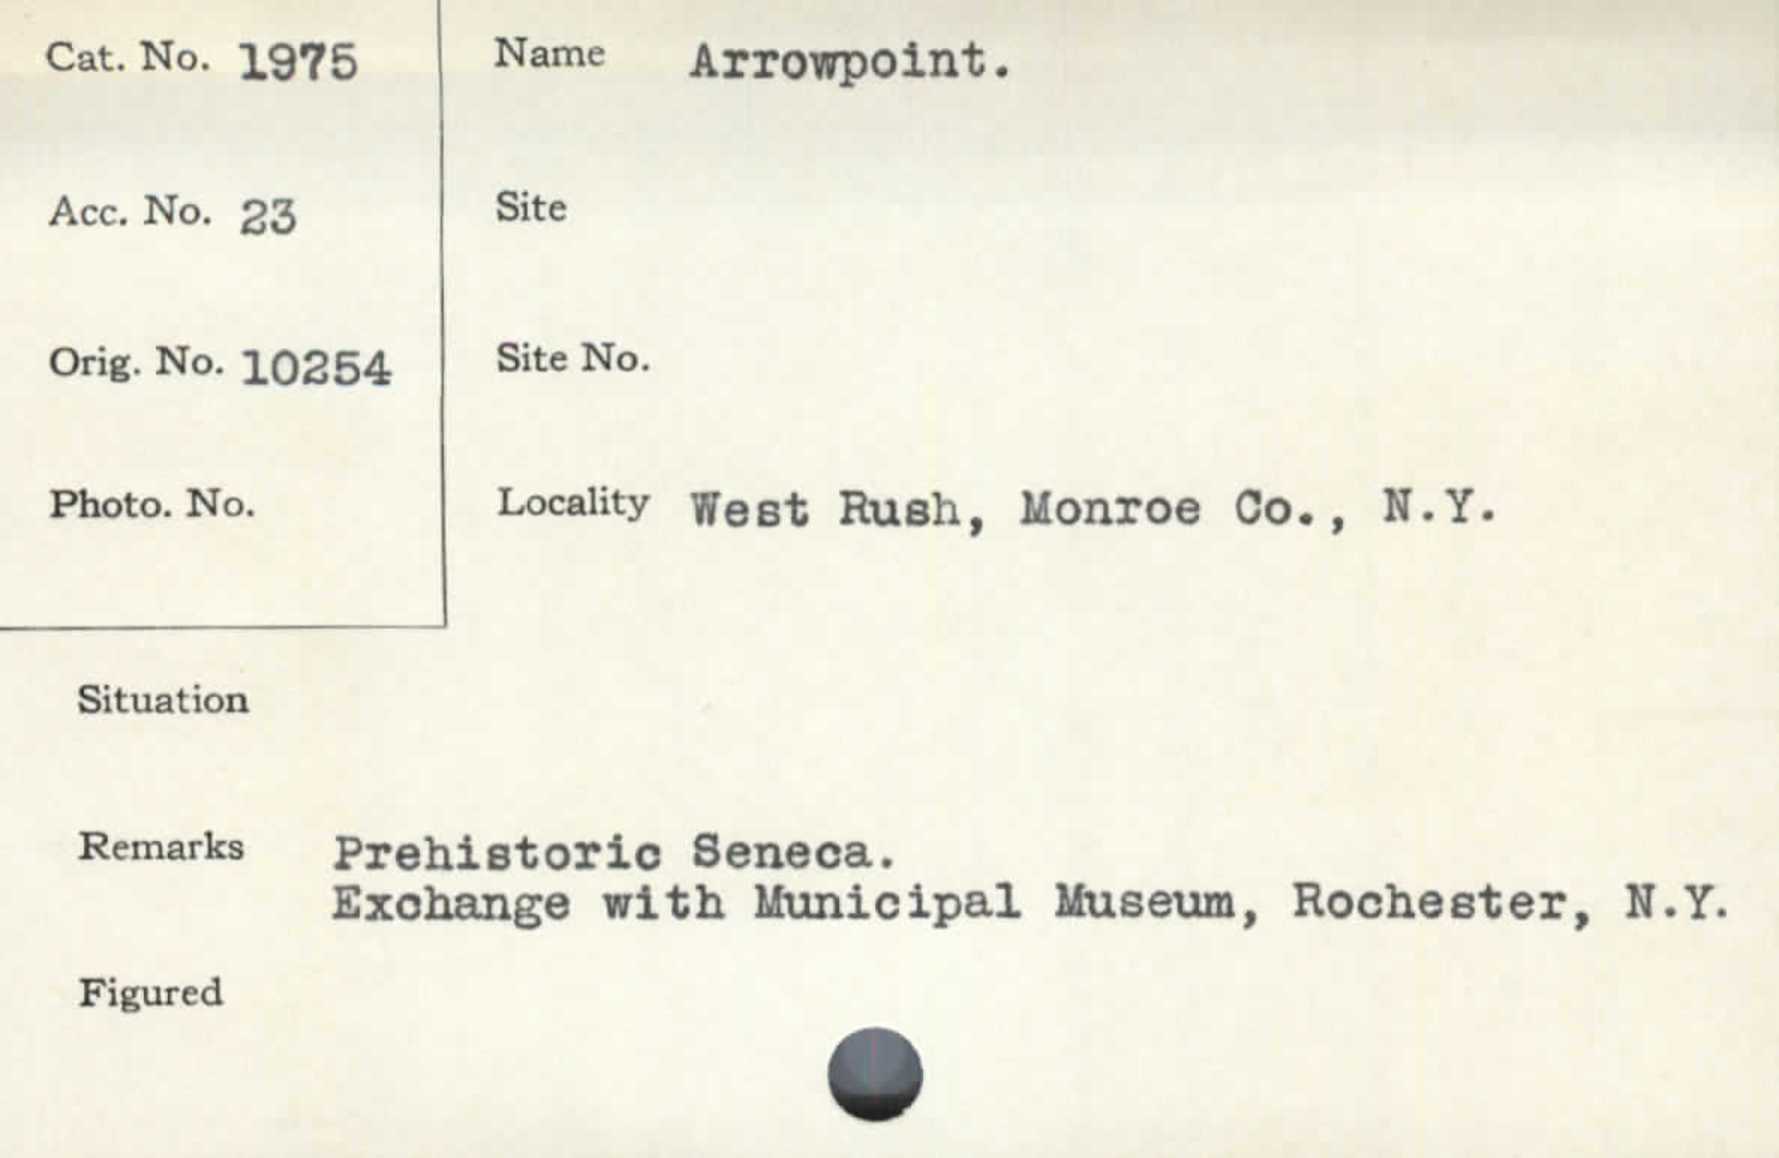 Cat. No. 1975
Acc. No. 23
Orig. No. 10254
Photo. No.
Name Arrowpoint.
Site
Site No.
Locality West Rush, Monroe Co., N.Y.
Situation
Remarks Prehistoric Seneca.
Exchange with Municipal Museum, Rochester, N.Y.
Figured